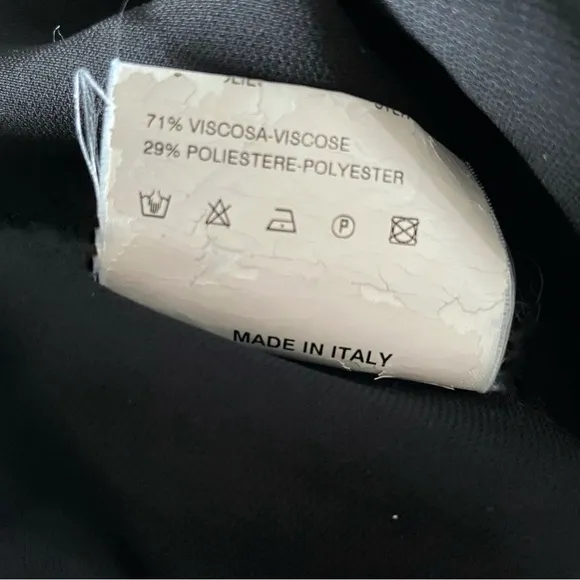 71% VISCOSA-VISCOSE
29% POLIESTERE-POLYESTER
P
MADE IN ITALY